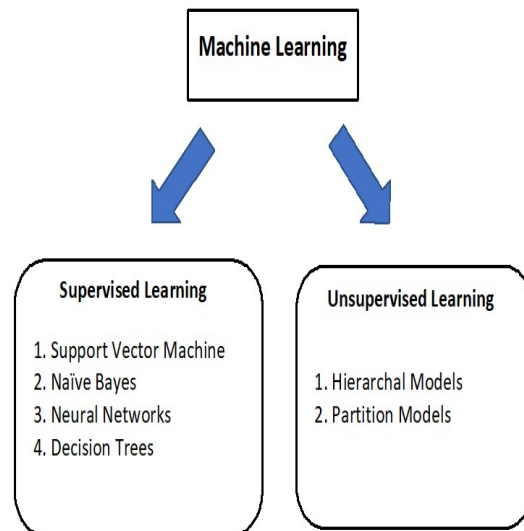 Machine Learning
Supervised Learning
1. Support Vector Machine
2. Naïve Bayes
3. Neural Networks
4. Decision Trees
Unsupervised Learning
1. Hierarchal Models
2. Partition Models